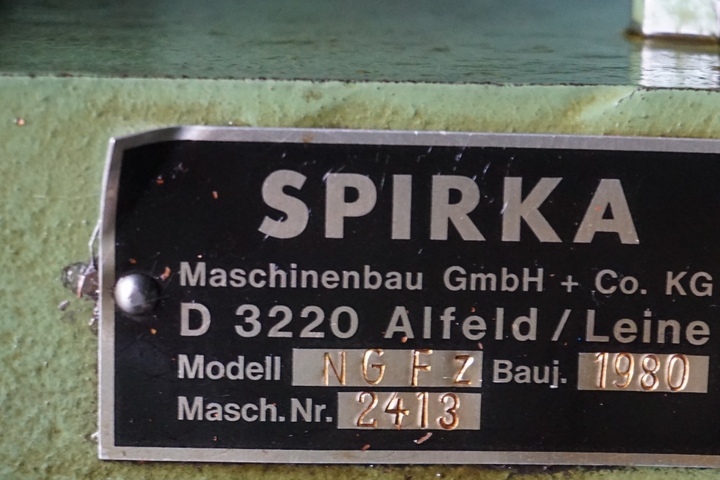 SPIRKA
Maschinenbau GmbH + Co. KG
D 3220 Alfeld / Leine
Modell NGFZ Bauj. 1980
Masch.Nr. 2413